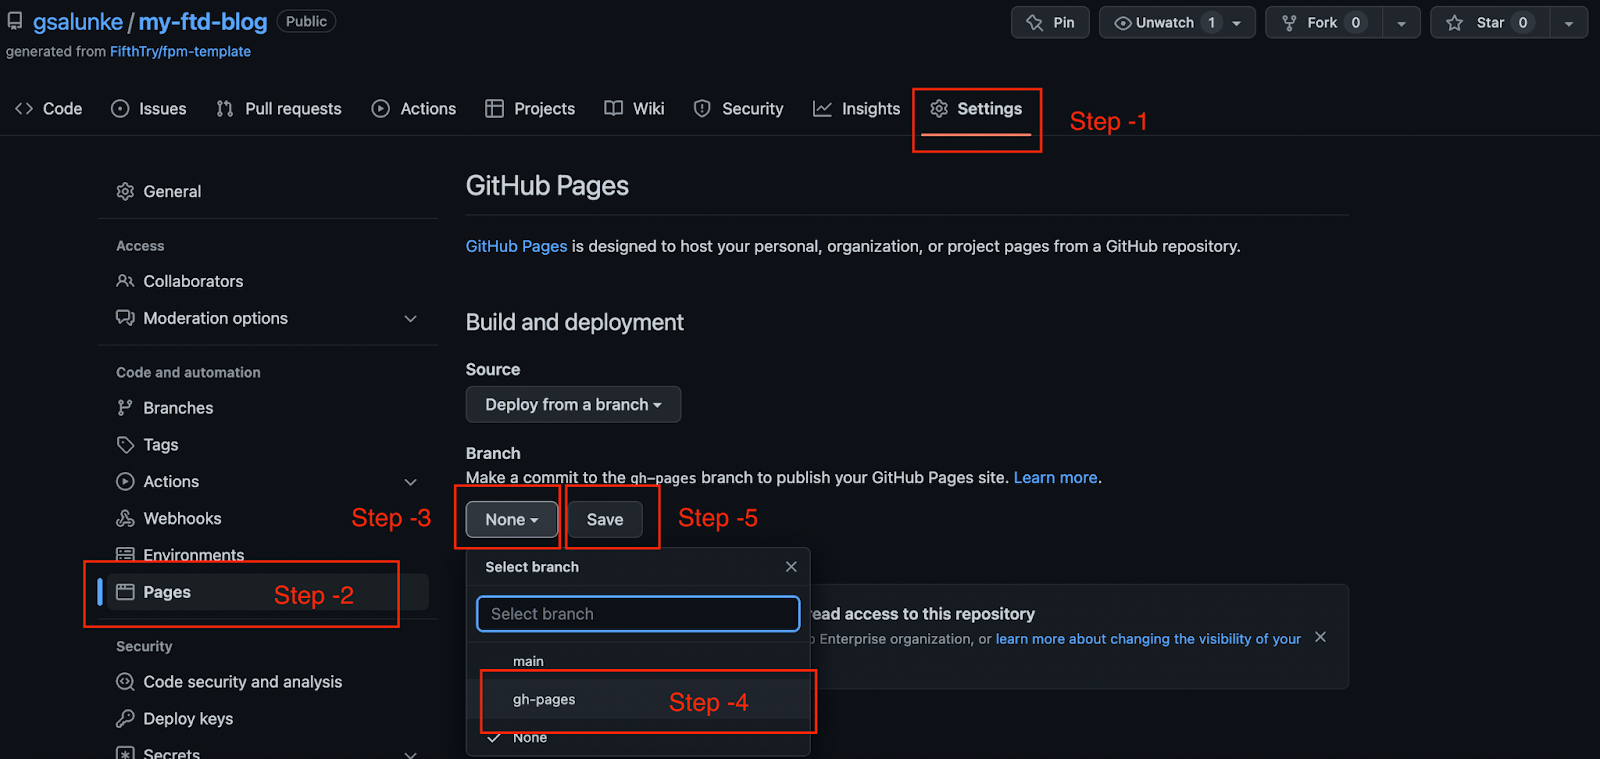 gsalunke / my-ftd-blog Public
Pin
Unwatch 1
Fork 0
Star 0
generated from FifthTry/fpm-template
Code
Issues
Pull requests
Actions
Projects
Wiki
Security
Insights
Settings
Step -1
General
Access
Collaborators
Moderation options
Code and automation
Branches
Tags
Actions
Webhooks
Environments
Pages
Step -2
Security
Code security and analysis
Deploy keys
Secrets
GitHub Pages
GitHub Pages is designed to host your personal, organization, or project pages from a GitHub repository.
Build and deployment
Source
Deploy from a branch
Branch
Make a commit to the gh-pages branch to publish your GitHub Pages site. Learn more.
Step -3
None
Save
Step -5
Select branch
Select branch
main
gh-pages
Step -4
None
read access to this repository
Enterprise organization, or learn more about changing the visibility of your